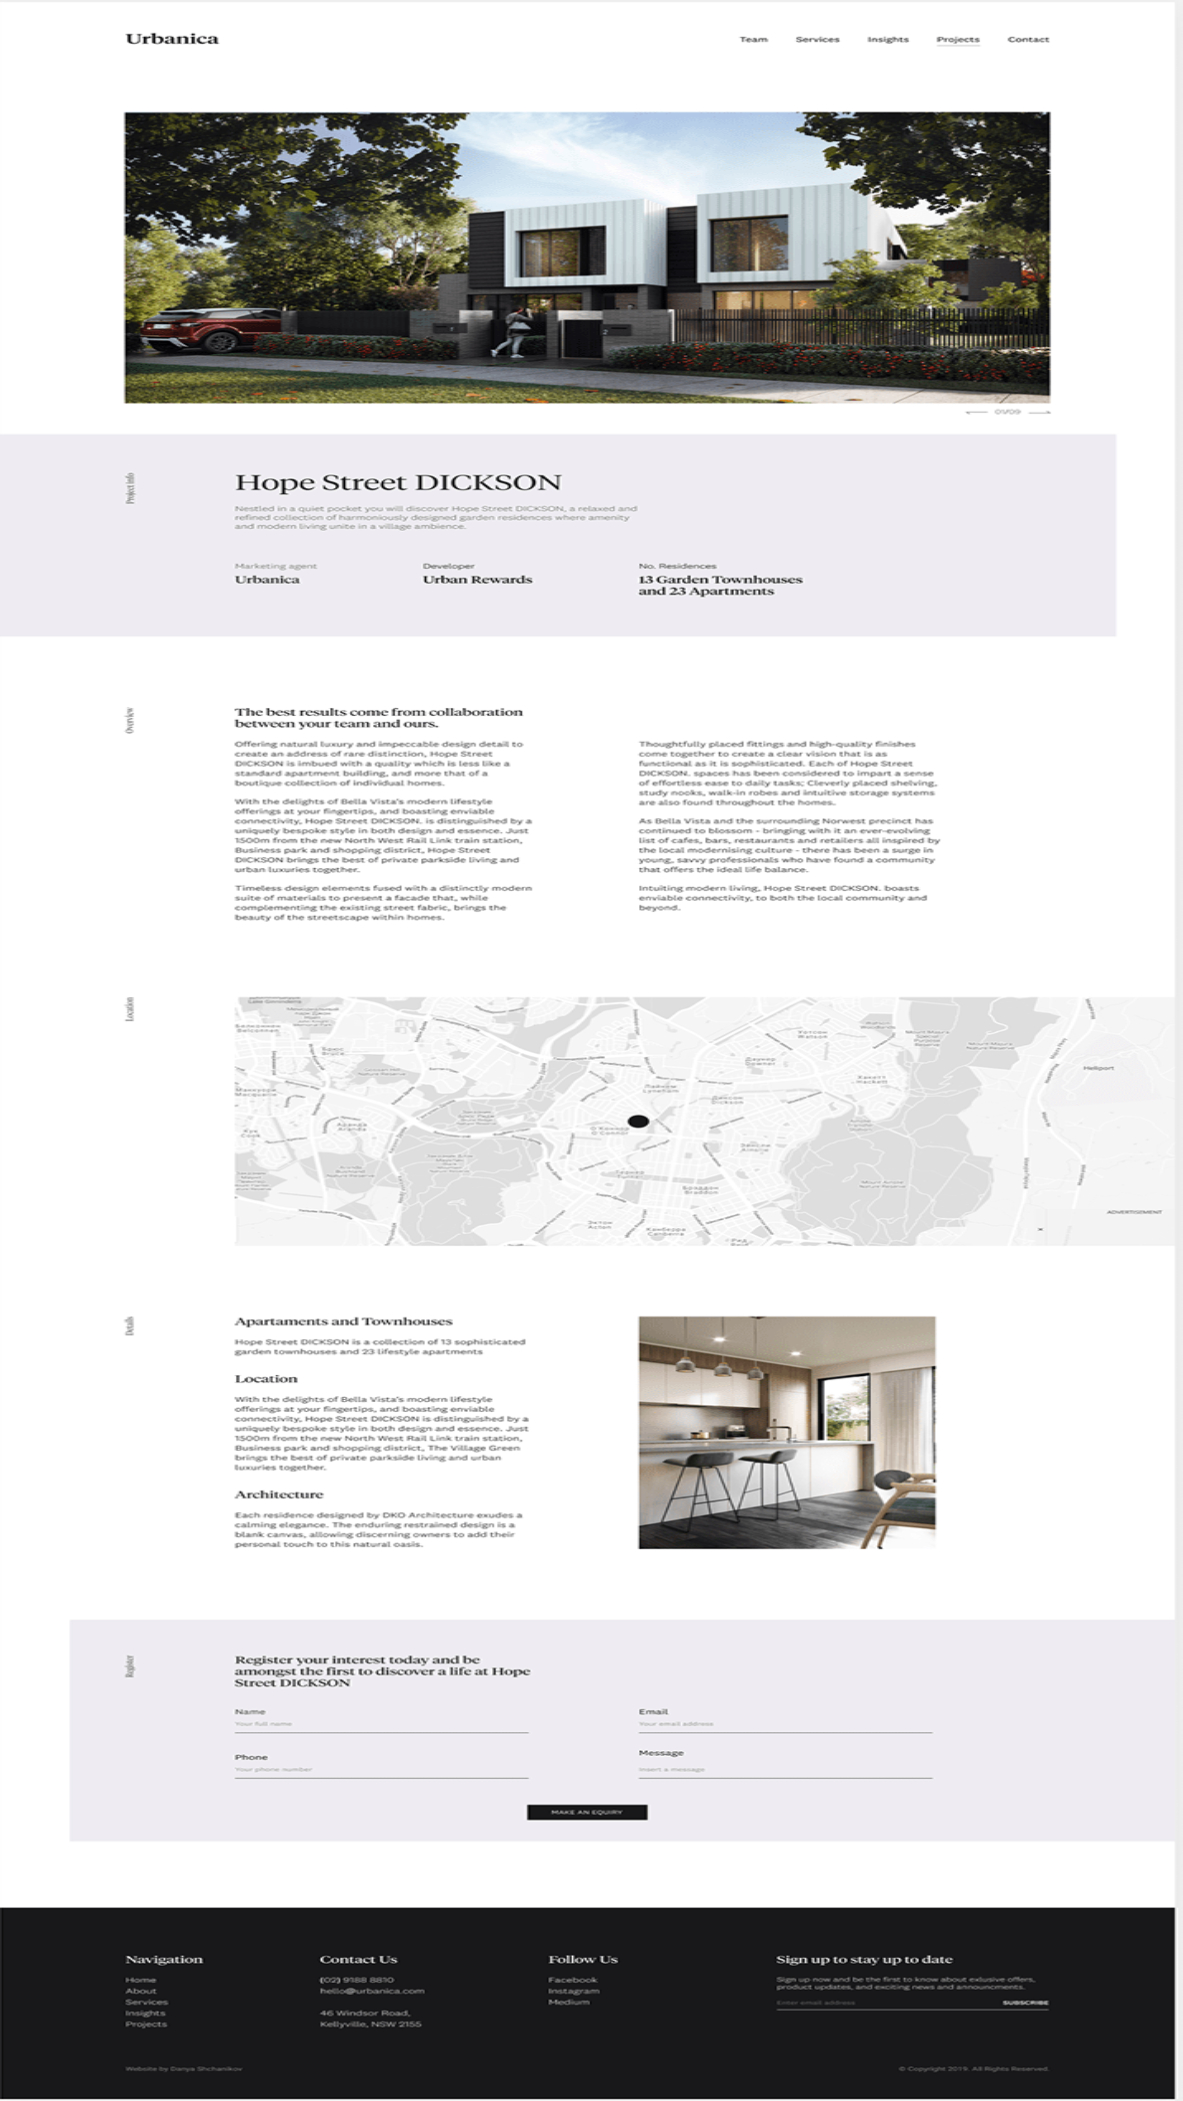 Urbanica
Team
Services
Insights
Projects
Contact
01/09
Project info
Hope Street DICKSON
Nestled in a quiet pocket you will discover Hope Street DICKSON, a relaxed and
refined collection of harmoniously designed garden residences where amenity
and modern living unite in a village ambience.
Marketing agent
Urbanica
Developer
Urban Rewards
No. Residences
13 Garden Townhouses
and 23 Apartments
Overview
The best results come from collaboration
between your team and ours.
Offering natural luxury and impeccable design detail to
create an address of rare distinction, Hope Street
DICKSON is imbued with a quality which is less like a
standard apartment building, and more that of a
boutique collection of individual homes.
With the delights of Bella Vista's modern lifestyle
offerings at your fingertips, and boasting enviable
connectivity, Hope Street DICKSON. is distinguished by a
uniquely bespoke style in both design and essence. Just
1500m from the new North West Rail Link train station,
Business park and shopping district, Hope Street
DICKSON brings the best of private parkside living and
urban luxuries together.
Timeless design elements fused with a distinctly modern
suite of materials to present a facade that, while
complementing the existing street fabric, brings the
beauty of the streetscape within homes.
Thoughtfully placed fittings and high-quality finishes
come together to create a clear vision that is as
functional as it is sophisticated. Each of Hope Street
DICKSON. spaces has been considered to impart a sense
of effortless ease to daily tasks; Cleverly placed shelving,
study nooks, walk-in robes and intuitive storage systems
are also found throughout the homes.
As Bella Vista and the surrounding Norwest precinct has
continued to blossom - bringing with it an ever-evolving
list of cafes, bars, restaurants and retailers all inspired by
the local modernising culture - there has been a surge in
young, savvy professionals who have found a community
that offers the ideal life balance.
Intuiting modern living, Hope Street DICKSON. boasts
enviable connectivity, to both the local community and
beyond.
Location
Heliport
ADVERTISEMENT
Details
Apartaments and Townhouses
Hope Street DICKSON is a collection of 13 sophisticated
garden townhouses and 23 lifestyle apartments
Location
With the delights of Bella Vista's modern lifestyle
offerings at your fingertips, and boasting enviable
connectivity, Hope Street DICKSON is distinguished by a
uniquely bespoke style in both design and essence. Just
1500m from the new North West Rail Link train station,
Business park and shopping district, The Village Green
brings the best of private parkside living and urban
luxuries together.
Architecture
Each residence designed by DKO Architecture exudes a
calming elegance. The enduring restrained design is a
blank canvas, allowing discerning owners to add their
personal touch to this natural oasis.
Register
Register your interest today and be
amongst the first to discover a life at Hope
Street DICKSON
Name
Your full name
Email
Your email address
Phone
Your phone number
Message
Insert a message
MAKE AN EQUIRY
Navigation
Home
About
Services
Insights
Projects
Contact Us
(02) 9188 8810
hello@urbanica.com
46 Windsor Road,
Kellyville, NSW 2155
Follow Us
Facebook
Instagram
Medium
Sign up to stay up to date
Sign up now and be the first to know about exlusive offers,
product updates, and exciting news and announcments.
Enter email address
SUBSCRIBE
Website by Danya Shchanikov
© Copyright 2019. All Rights Reserved.